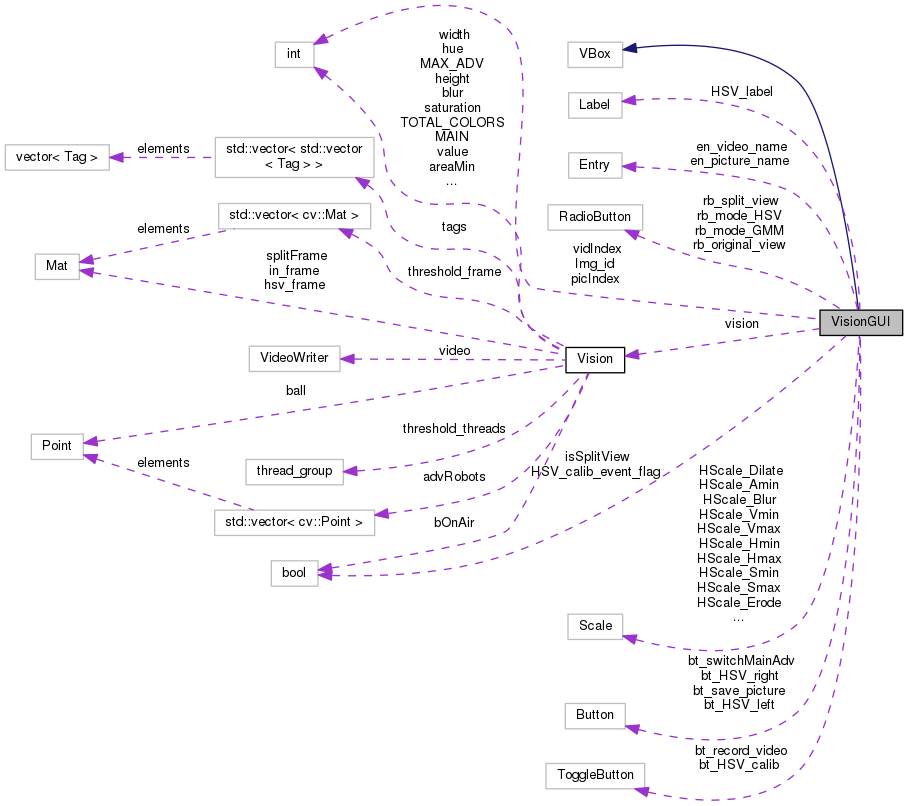 int
width
hue
MAX_ADV
height
blur
saturation
TOTAL_COLORS
MAIN
value
areaMin
...
VBox
HSV_label
Label
vector< Tag >
elements
std::vector< std::vector
< Tag > >
en_video_name
en_picture_name
Entry
rb_split_view
rb_mode_HSV
rb_mode_GMM
rb_original_view
RadioButton
std::vector< cv::Mat >
elements
tags
Mat
splitFrame
in_frame
hsv_frame
threshold_frame
vidIndex
Img_id
picIndex
VisionGUI
vision
VideoWriter
video
Vision
ball
Point
threshold_threads
elements
thread_group
advRobots
isSplitView
HSV_calib_event_flag
std::vector< cv::Point >
bOnAir
bool
HScale_Dilate
HScale_Amin
HScale_Blur
HScale_Vmin
HScale_Vmax
HScale_Hmin
HScale_Hmax
HScale_Smin
HScale_Smax
HScale_Erode
...
Scale
bt_switchMainAdv
bt_HSV_right
bt_save_picture
bt_HSV_left
Button
bt_record_video
bt_HSV_calib
ToggleButton